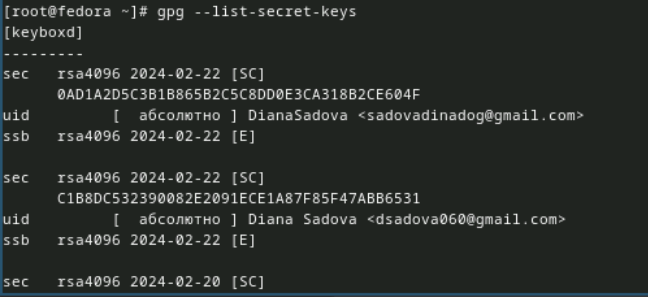 [root@fedora ~]# gpg --list-secret-keys
[keyboxd]
---------
sec   rsa4096 2024-02-22 [SC]
      0AD1A2D5C3B1B865B2C5C8DD0E3CA318B2CE604F
uid         [  абсолютно ] DianaSadova <sadovadinadog@gmail.com>
ssb   rsa4096 2024-02-22 [E]

sec   rsa4096 2024-02-22 [SC]
      C1B8DC532390082E2091ECE1A87F85F47ABB6531
uid         [  абсолютно ] Diana Sadova <dsadova060@gmail.com>
ssb   rsa4096 2024-02-22 [E]

sec   rsa4096 2024-02-20 [SC]